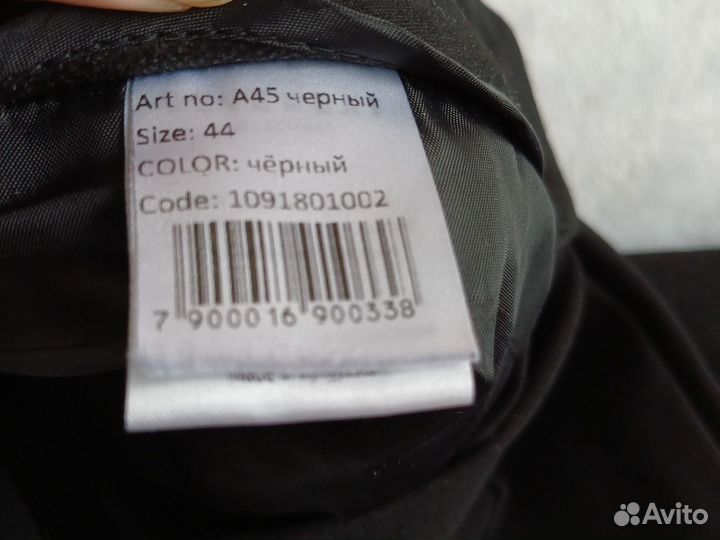 Art no: A45 черный
Size: 44
COLOR: чёрный
Code: 1091801002
7 900016 900338
Avito